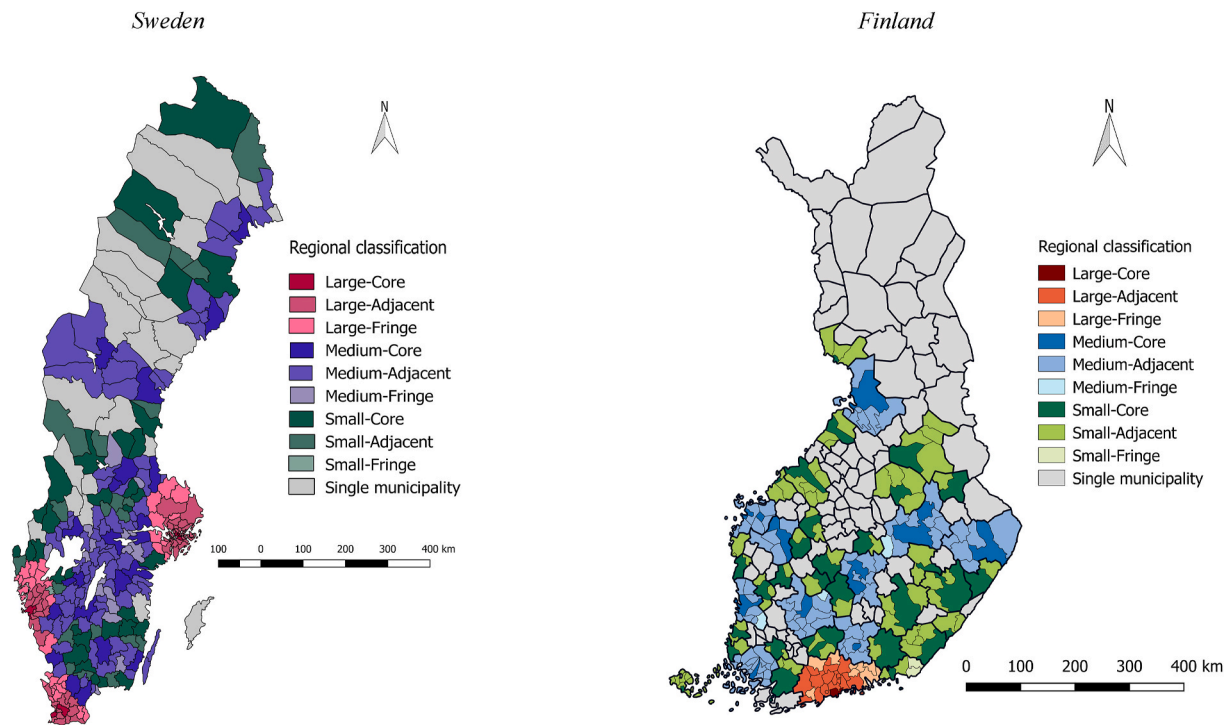 Sweden
Finland
N
N
Regional classification
Large-Core
Large-Adjacent
Large-Fringe
Medium-Core
Medium-Adjacent
Medium-Fringe
Small-Core
Small-Adjacent
Small-Fringe
Single municipality
100 0 100 200 300 400 km
Regional classification
Large-Core
Large-Adjacent
Large-Fringe
Medium-Core
Medium-Adjacent
Medium-Fringe
Small-Core
Small-Adjacent
Small-Fringe
Single municipality
0 100 200 300 400 km